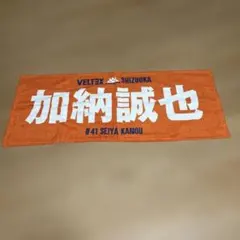 VELTEX SHIZUOKA
加納誠也
#41 SEIYA KANOU